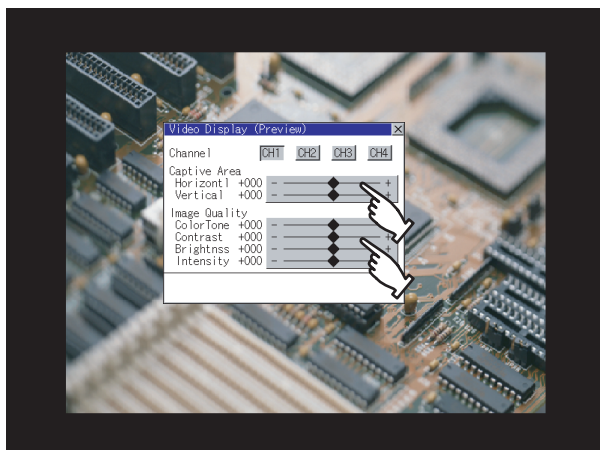 Video Display (Preview) ×
Channel CH1 CH2 CH3 CH4
Captive Area
Horizontl +000 - +
Vertical +000 - +
Image Quality
ColorTone +000 - +
Contrast +000 - +
Brightnss +000 - +
Intensity +000 - +